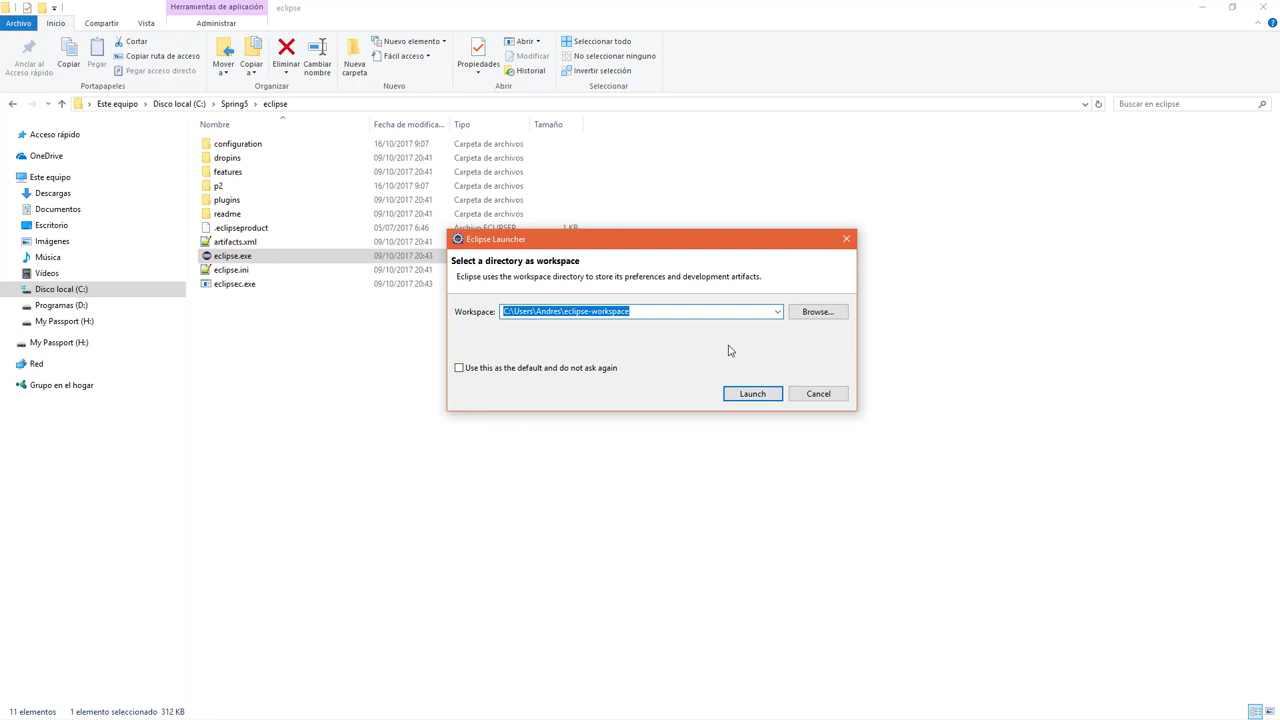 Herramientas de aplicación
eclipse
Archivo
Inicio
Compartir
Vista
Administrar
Anclar al
Acceso rápido
Copiar
Pegar
Cortar
Copiar ruta de acceso
Pegar acceso directo
Portapapeles
Mover
a
Copiar
a
Eliminar
Cambiar
nombre
Organizar
Nueva
carpeta
Nuevo elemento
Fácil acceso
Nuevo
Propiedades
Abrir
Modificar
Historial
Abrir
Seleccionar todo
No seleccionar ninguno
Invertir selección
Seleccionar
Este equipo > Disco local (C:) > Spring5 > eclipse
Buscar en eclipse
Acceso rápido
OneDrive
Este equipo
Descargas
Documentos
Escritorio
Imágenes
Música
Vídeos
Disco local (C:)
Programas (D:)
My Passport (H:)
My Passport (H:)
Red
Grupo en el hogar
Nombre Fecha de modifica... Tipo Tamaño
configuration 16/10/2017 9:07 Carpeta de archivos
dropins 09/10/2017 20:41 Carpeta de archivos
features 09/10/2017 20:41 Carpeta de archivos
p2 16/10/2017 9:07 Carpeta de archivos
plugins 09/10/2017 20:41 Carpeta de archivos
readme 09/10/2017 20:41 Carpeta de archivos
.eclipseproduct 05/07/2017 6:46 Archivo ECLIPSEP... 1 KB
artifacts.xml 09/10/2017 20:41
eclipse.exe 09/10/2017 20:43
eclipse.ini 09/10/2017 20:41
eclipsec.exe 09/10/2017 20:43
Eclipse Launcher
Select a directory as workspace
Eclipse uses the workspace directory to store its preferences and development artifacts.
Workspace: C:\Users\Andres\eclipse-workspace Browse...
Use this as the default and do not ask again
Launch Cancel
11 elementos 1 elemento seleccionado 312 KB